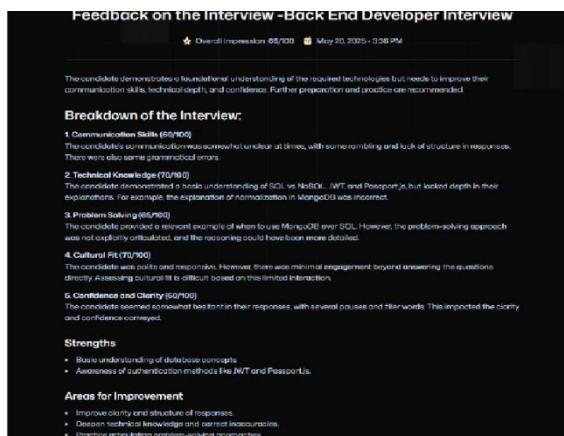 Feedback on the Interview -Back End Developer Interview
Overall Impression: 65/100 May 20, 2025 - 3:36 PM
The candidate demonstrates a foundational understanding of the required technologies but needs to improve their
communication skills, technical depth, and confidence. Further preparation and practice are recommended.
Breakdown of the Interview:
1. Communication Skills (60/100)
The candidate's communication was somewhat unclear at times, with some rambling and lack of structure in responses.
There were also some grammatical errors.
2. Technical Knowledge (70/100)
The candidate demonstrated a basic understanding of SQL vs NoSQL, JWT, and Passport.js, but lacked depth in their
explanations. For example, the explanation of normalization in MongoDB was incorrect.
3. Problem Solving (65/100)
The candidate provided a relevant example of when to use MongoDB over SQL. However, the problem-solving approach
was not explicitly articulated, and the reasoning could have been more detailed.
4. Cultural Fit (70/100)
The candidate was polite and responsive. However, there was minimal engagement beyond answering the questions
directly. Assessing cultural fit is difficult based on this limited interaction.
5. Confidence and Clarity (60/100)
The candidate seemed somewhat hesitant in their responses, with several pauses and filler words. This impacted the clarity
and confidence conveyed.
Strengths
• Basic understanding of database concepts.
• Awareness of authentication methods like JWT and Passport.js.
Areas for Improvement
• Improve clarity and structure of responses.
• Deepen technical knowledge and correct inaccuracies.
• Practice articulating problem-solving approaches.